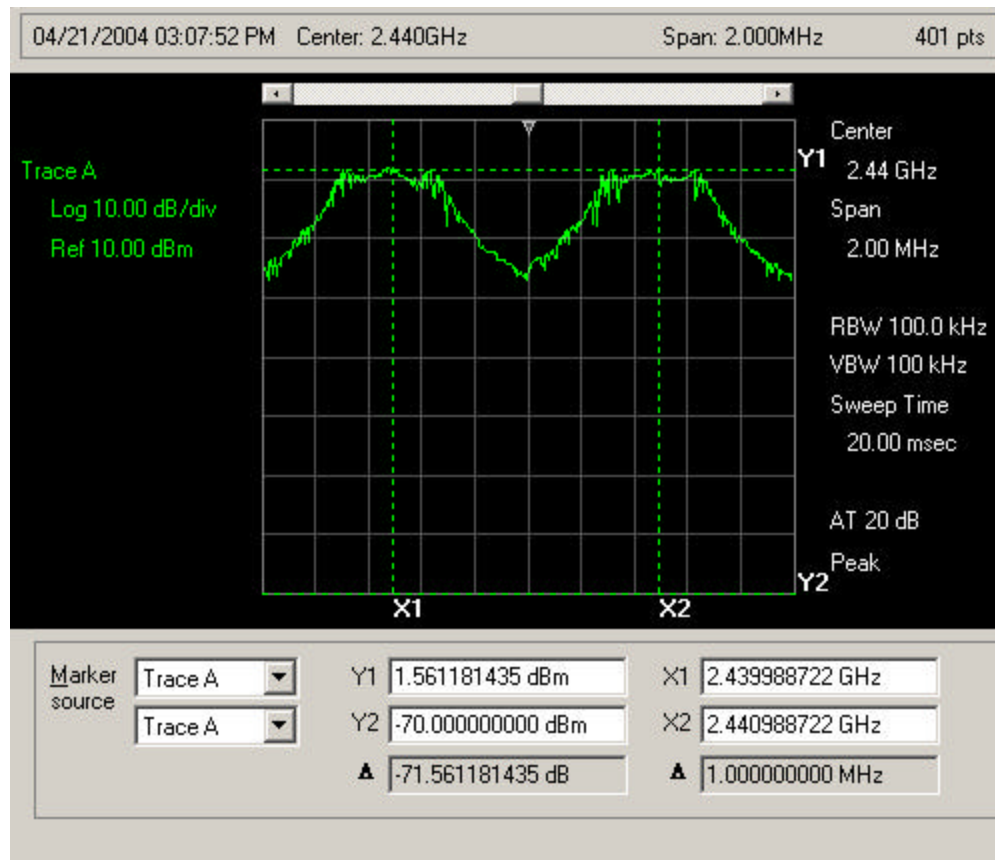 04/21/2004 03:07:52 PM Center: 2.440GHz Span: 2.000MHz 401 pts
Trace A
Log 10.00 dB/div
Ref 10.00 dBm
Y1
Center
2.44 GHz
Span
2.00 MHz
RBW 100.0 kHz
VBW 100 kHz
Sweep Time
20.00 msec
AT 20 dB
Peak
Y2
X1 X2
Marker source
Trace A
Trace A
Y1 1.561181435 dBm X1 2.439988722 GHz
Y2 -70.000000000 dBm X2 2.440988722 GHz
Δ -71.561181435 dB Δ 1.000000000 MHz